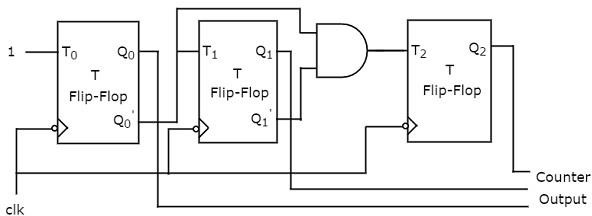 1
T₀
Q₀
T
Flip-Flop
Q₀'
T₁
Q₁
T
Flip-Flop
Q₁'
T₂
Q₂
T
Flip-Flop
clk
Counter
Output